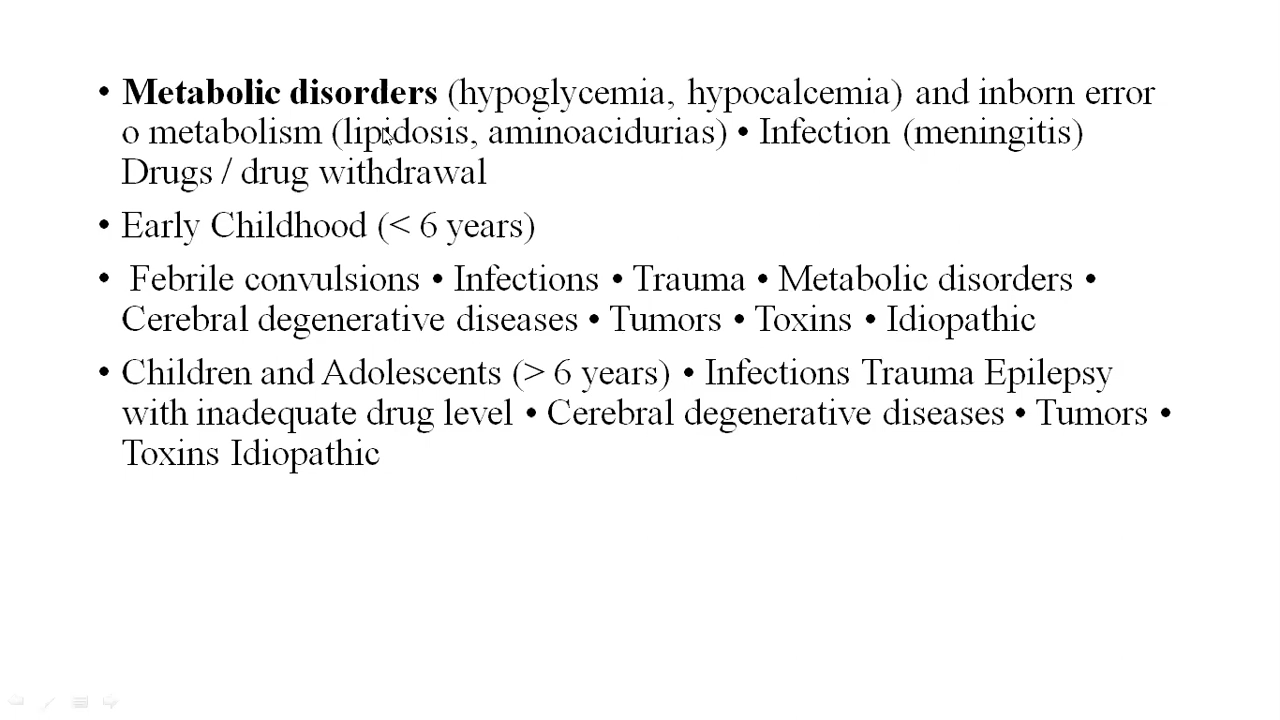 • Metabolic disorders (hypoglycemia, hypocalcemia) and inborn error
o metabolism (lipidosis, aminoacidurias) • Infection (meningitis)
Drugs / drug withdrawal
• Early Childhood (< 6 years)
• Febrile convulsions • Infections • Trauma • Metabolic disorders •
Cerebral degenerative diseases • Tumors • Toxins • Idiopathic
• Children and Adolescents (> 6 years) • Infections Trauma Epilepsy
with inadequate drug level • Cerebral degenerative diseases • Tumors •
Toxins Idiopathic